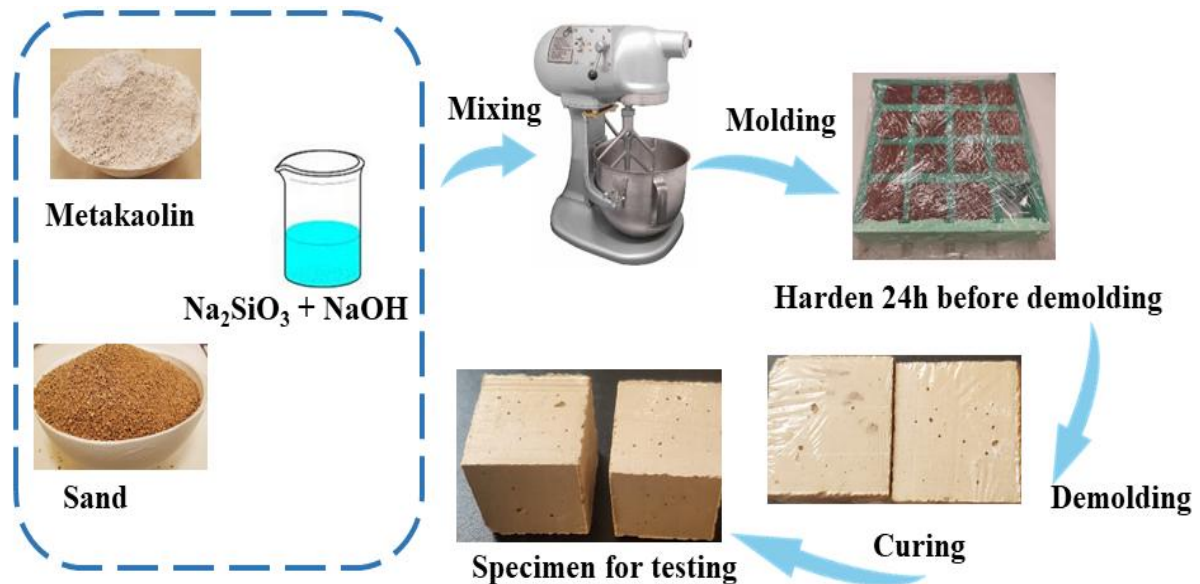 Metakaolin
Na₂SiO₃ + NaOH
Sand
Mixing
Molding
Harden 24h before demolding
Demolding
Curing
Specimen for testing